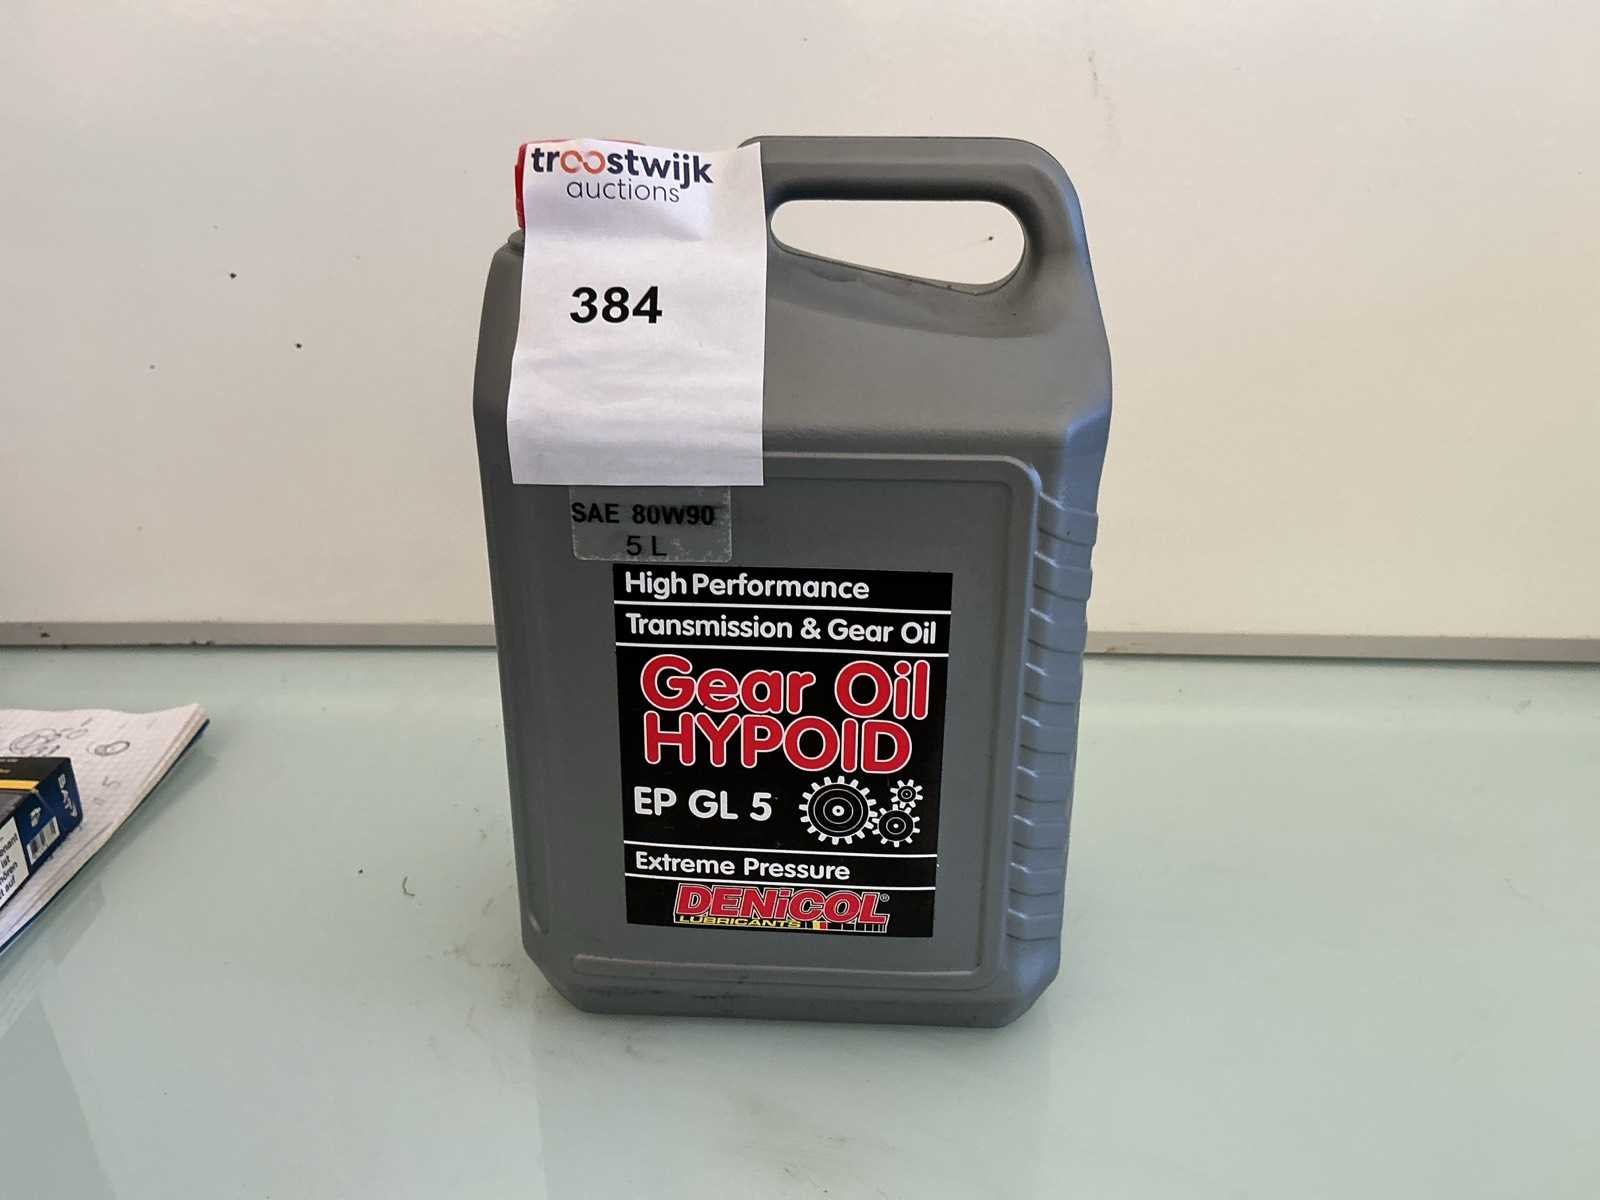 troostwijk
auctions
384
SAE 80W90
5 L
High Performance
Transmission & Gear Oil
Gear Oil
HYPOID
EP GL 5
Extreme Pressure
DENiCOL®
LUBRICANTS